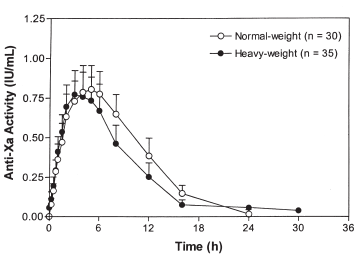 1.25
1.00
0.75
0.50
0.25
0.00
Anti-Xa Activity (IU/mL)
Normal-weight (n = 30)
Heavy-weight (n = 35)
0 6 12 18 24 30 36
Time (h)